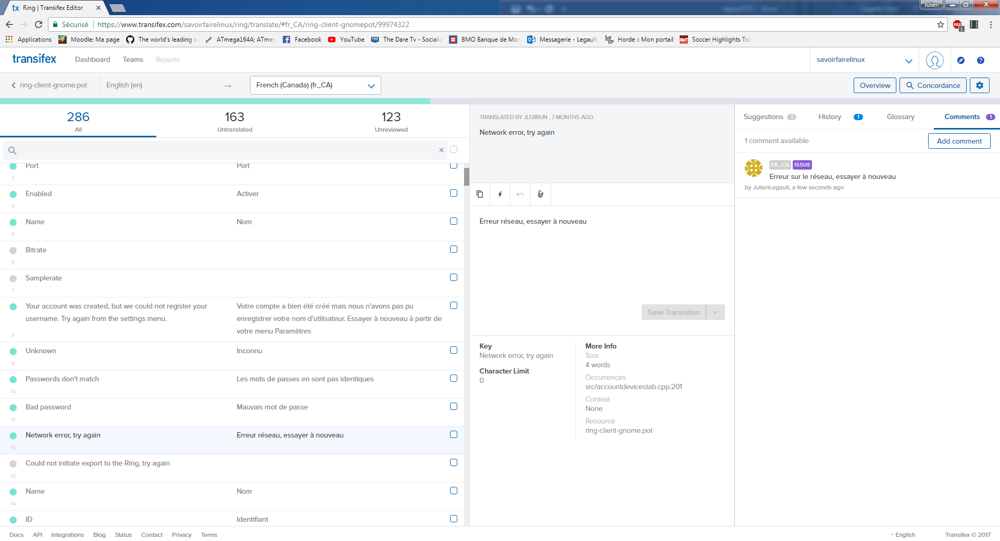 Ring | Transifex Editor
Julien
Sécurisé
https://www.transifex.com/savoirfairelinux/ring/translate/#fr_CA/ring-client-gnomepot/99974322
ABP
1
Applications Moodle: Ma page The world's leading s ATmega164A; ATmeg Facebook YouTube The Dare Tv - Socializ BMO Banque de Mon Messagerie - Legault Horde :: Mon portail Soccer Highlights Tod
transifex Dashboard Teams Reports savoirfairelinux
ring-client-gnome.pot English (en) → French (Canada) (fr_CA) Overview Concordance
286
All
163
Untranslated
123
Unreviewed
Port Port
3
Enabled Activer
4
Name Nom
5
Bitrate
6
Samplerate
7
Your account was created, but we could not register your
username. Try again from the settings menu.
Votre compte a bien été créé mais nous n'avons pas pu
enregistrer votre nom d'utilisateur. Essayer à nouveau à partir de
votre menu Paramètres
8
Unknown Inconnu
9
Passwords don't match Les mots de passes en sont pas identiques
10
Bad password Mauvais mot de passe
11
Network error, try again Erreur réseau, essayer à nouveau
12
Could not initiate export to the Ring, try again
13
Name Nom
14
ID Identifiant
TRANSLATED BY JLEBRUN , 7 MONTHS AGO.
Network error, try again
Erreur réseau, essayer à nouveau
Save Translation
Key
Network error, try again
Character Limit
0
More Info
Size
4 words
Occurrences
src/accountdevicestab.cpp:201
Context
None
Resource
ring-client-gnome.pot
Suggestions 1 History 1 Glossary Comments 1
1 comment available Add comment
FR_CA ISSUE
Erreur sur le réseau, essayer à nouveau
by JulienLegault, a few seconds ago
Docs API Integrations Blog Status Contact Privacy Terms English Transifex © 2017